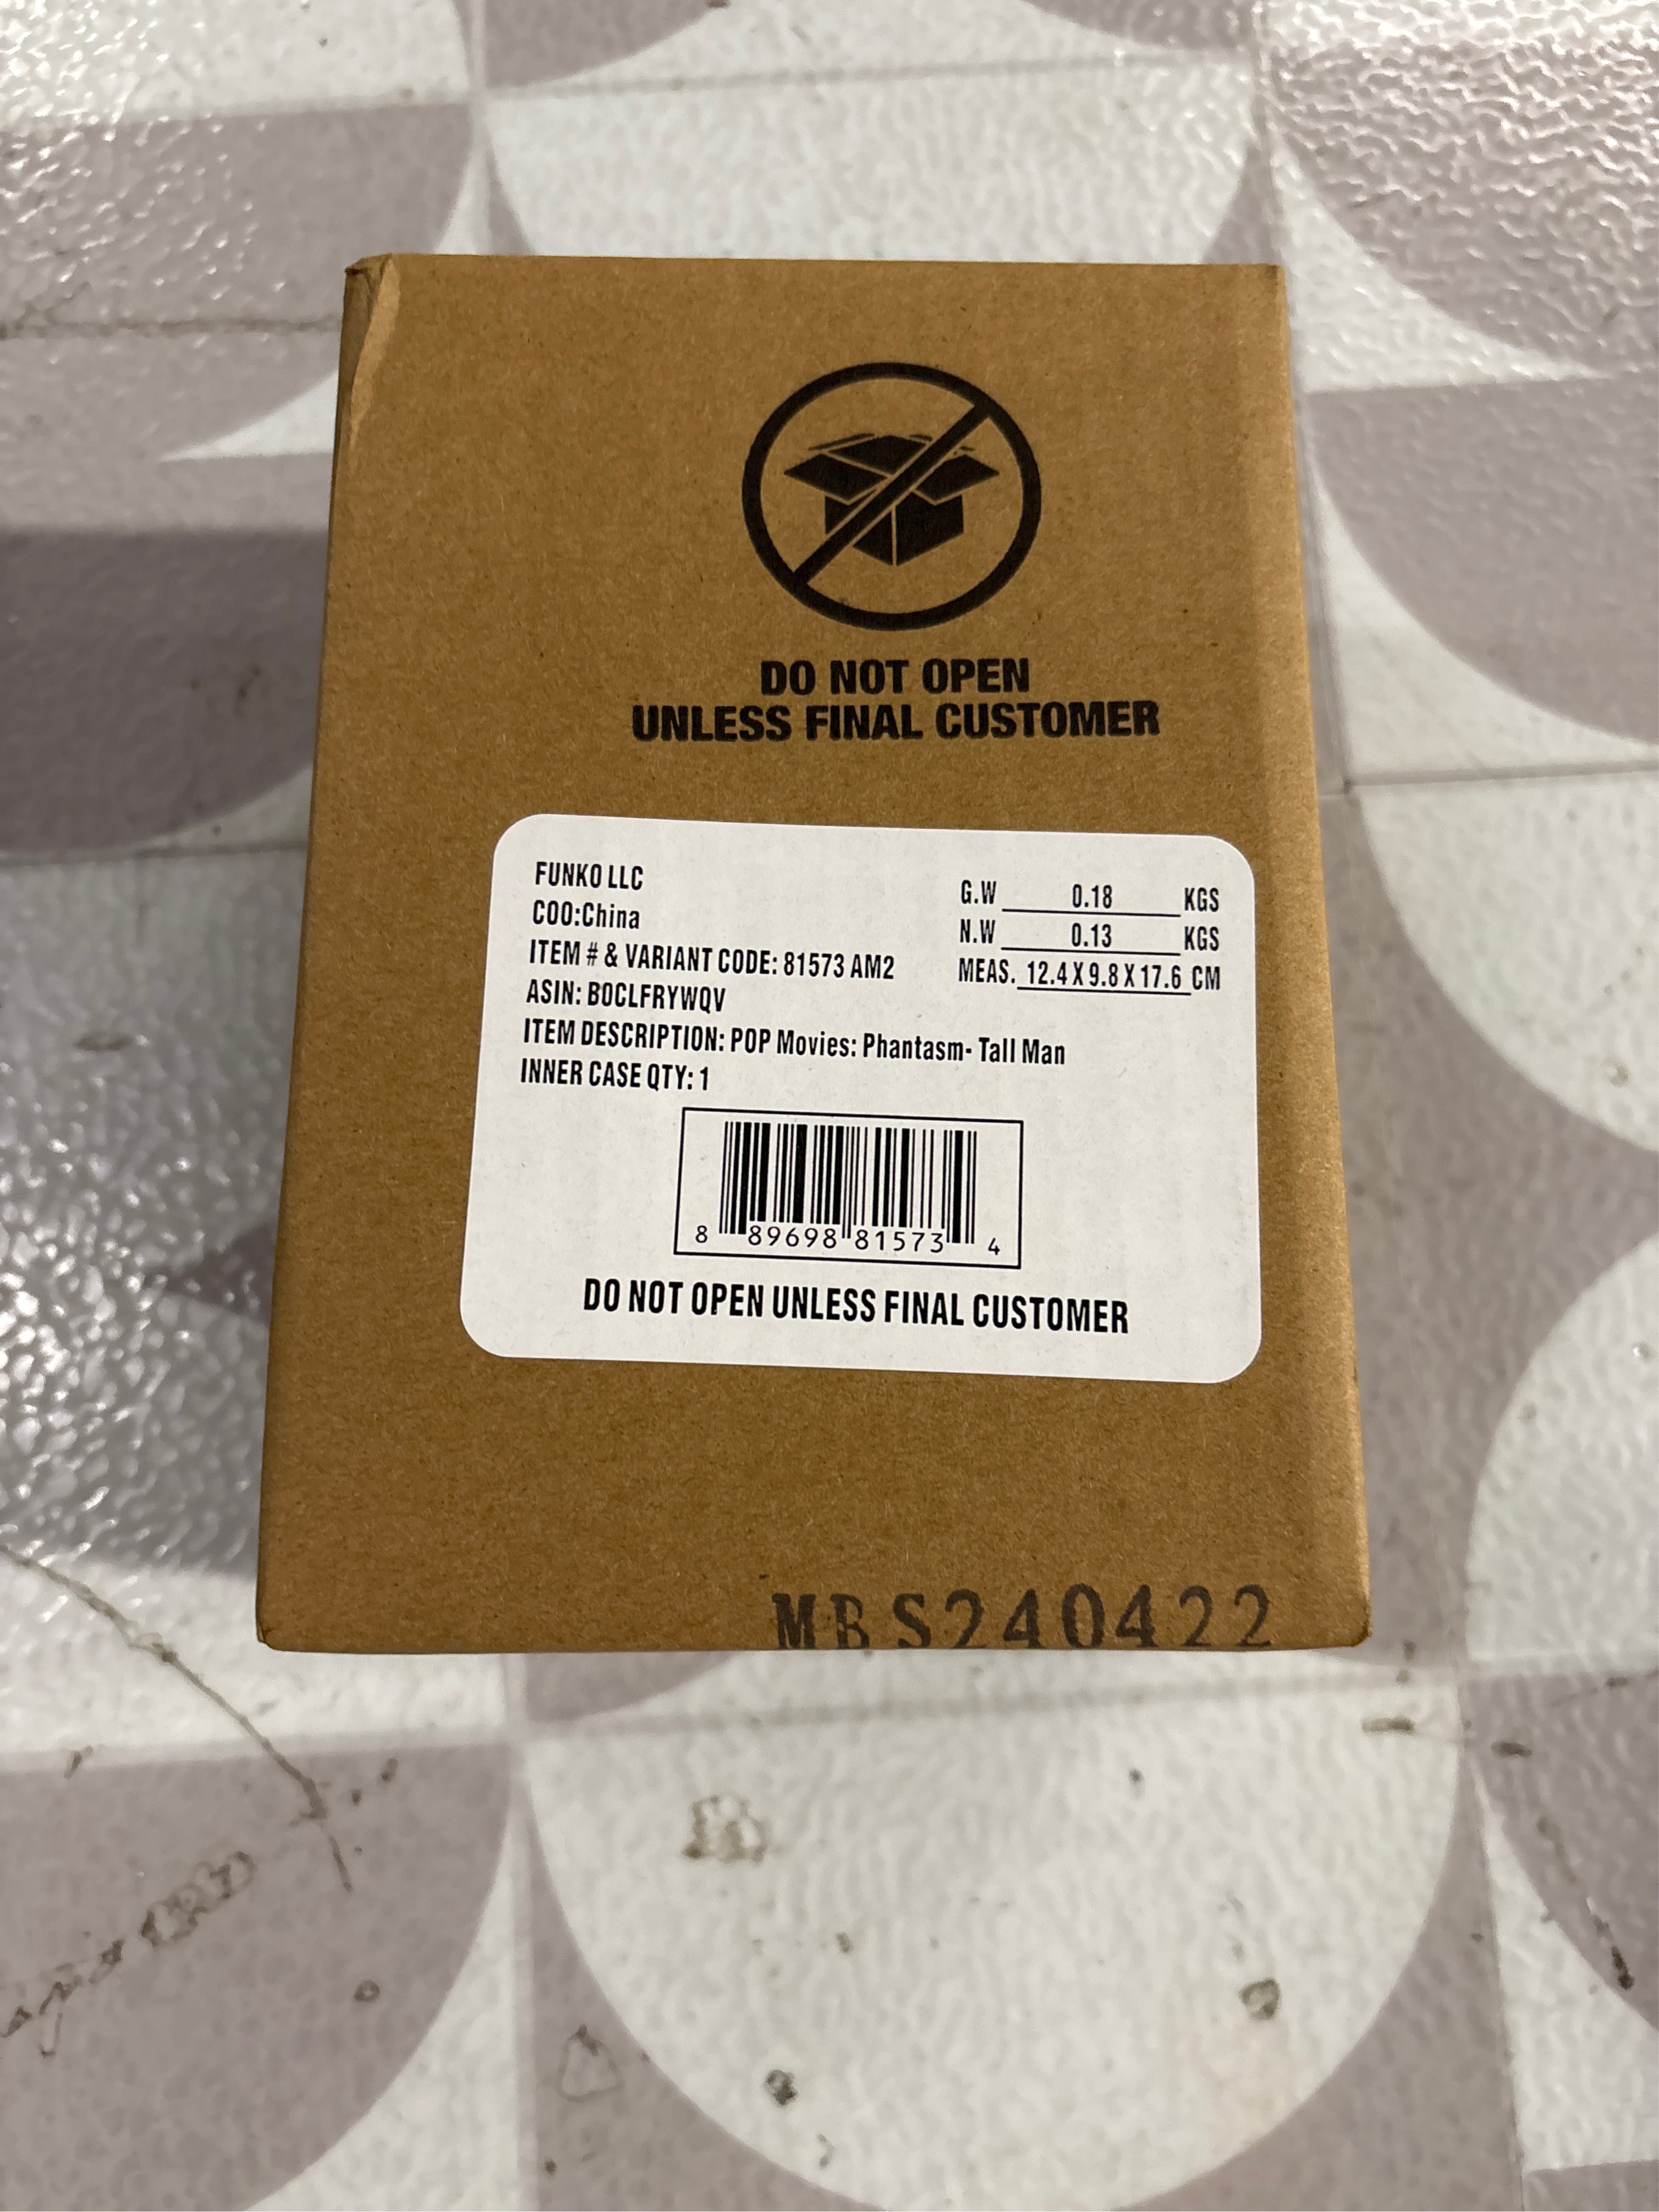 DO NOT OPEN
UNLESS FINAL CUSTOMER
FUNKO LLC
COO:China
ITEM # & VARIANT CODE: 81573 AM2
ASIN: B0CLFRYWQV
ITEM DESCRIPTION: POP Movies: Phantasm- Tall Man
INNER CASE QTY: 1
G.W 0.18 KGS
N.W 0.13 KGS
MEAS. 12.4 X 9.8 X 17.6 CM
8 89698 81573 4
DO NOT OPEN UNLESS FINAL CUSTOMER
MBS240422